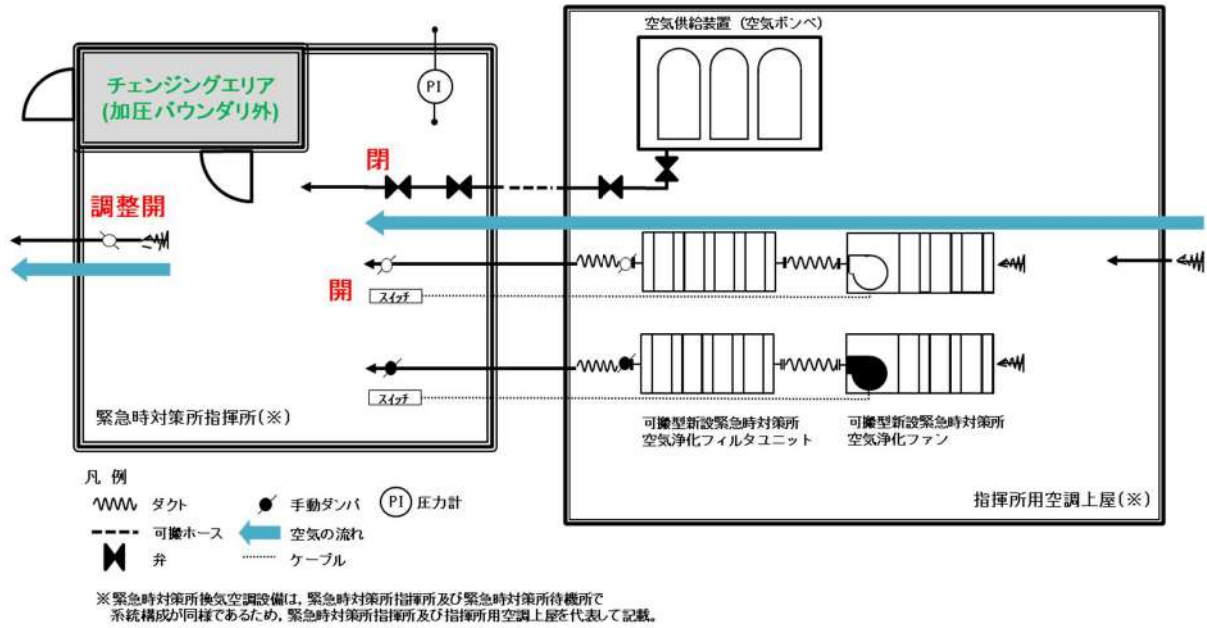 空気供給装置（空気ボンベ）
チェンジングエリア
(加圧バウンダリ外)
PI
閉
調整開
開
スイッチ
スイッチ
緊急時対策所指揮所(※)
可搬型新設緊急時対策所
空気浄化フィルタユニット
可搬型新設緊急時対策所
空気浄化ファン
指揮所用空調上屋(※)
凡 例
ダクト
手動ダンパ
PI 圧力計
可搬ホース
空気の流れ
弁
ケーブル
※緊急時対策所換気空調設備は，緊急時対策所指揮所及び緊急時対策所待機所で
系統構成が同様であるため，緊急時対策所指揮所及び指揮所用空調上屋を代表して記載。